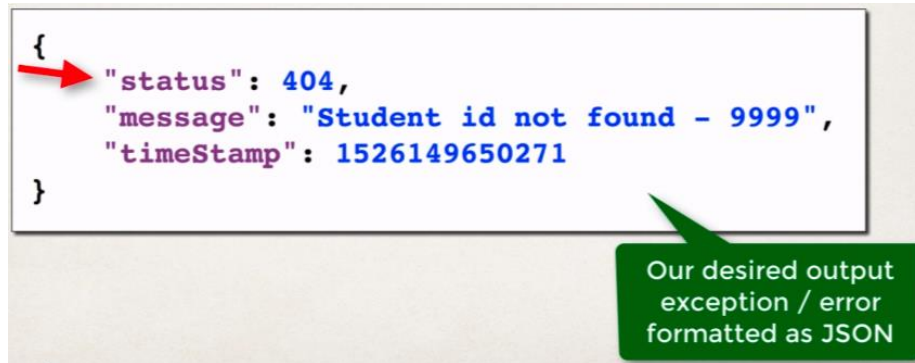 {
"status": 404,
"message": "Student id not found - 9999",
"timeStamp": 1526149650271
}
Our desired output
exception / error
formatted as JSON